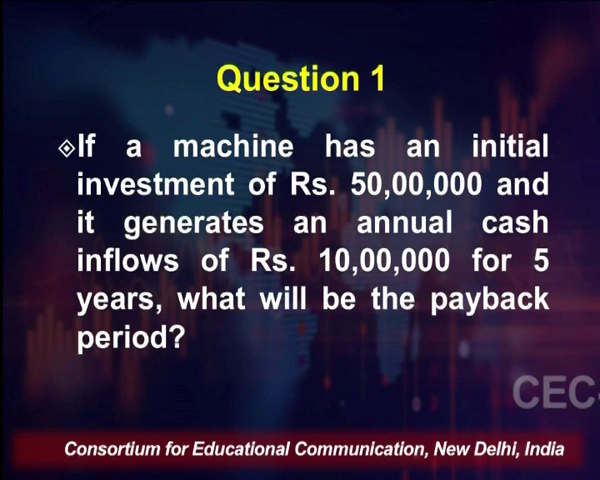 Question 1
If a machine has an initial
investment of Rs. 50,00,000 and
it generates an annual cash
inflows of Rs. 10,00,000 for 5
years, what will be the payback
period?
CEC-
Consortium for Educational Communication, New Delhi, India